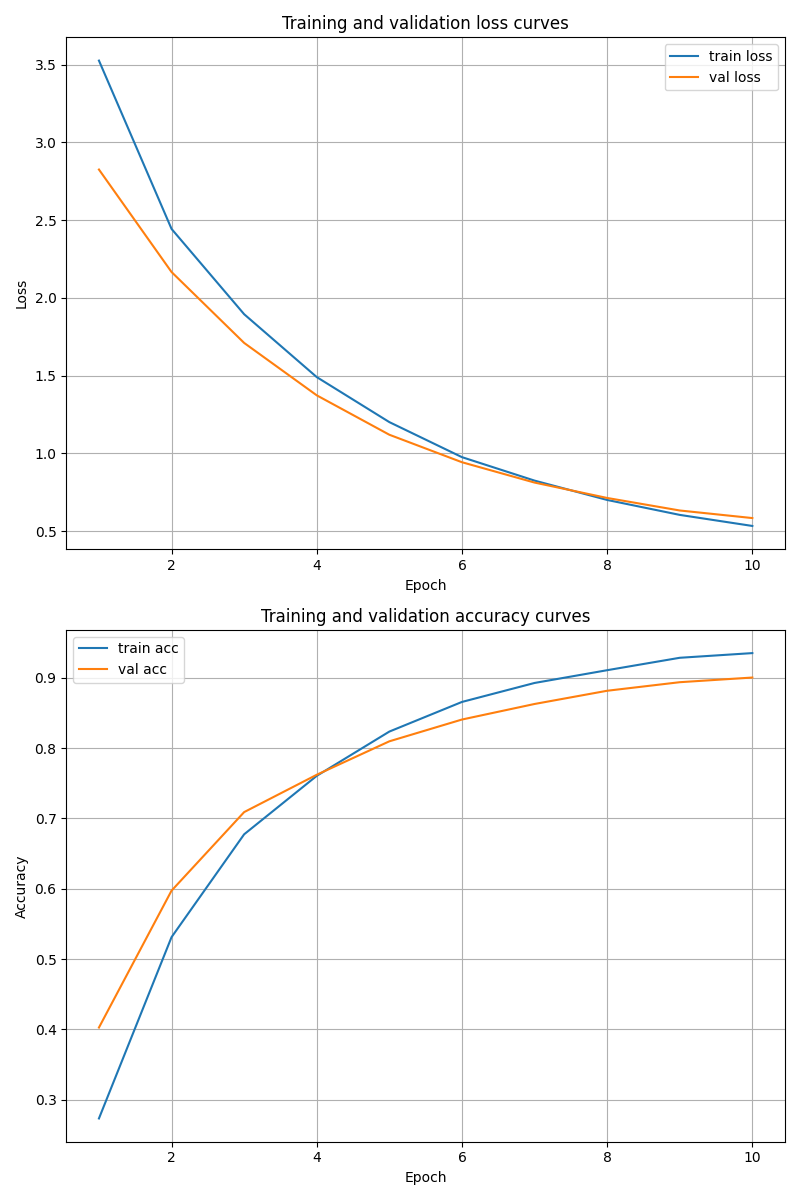 Training and validation loss curves
train loss
val loss
3.5
3.0
2.5
2.0
1.5
1.0
0.5
Loss
2 4 6 8 10
Epoch
Training and validation accuracy curves
train acc
val acc
0.9
0.8
0.7
0.6
0.5
0.4
0.3
Accuracy
2 4 6 8 10
Epoch